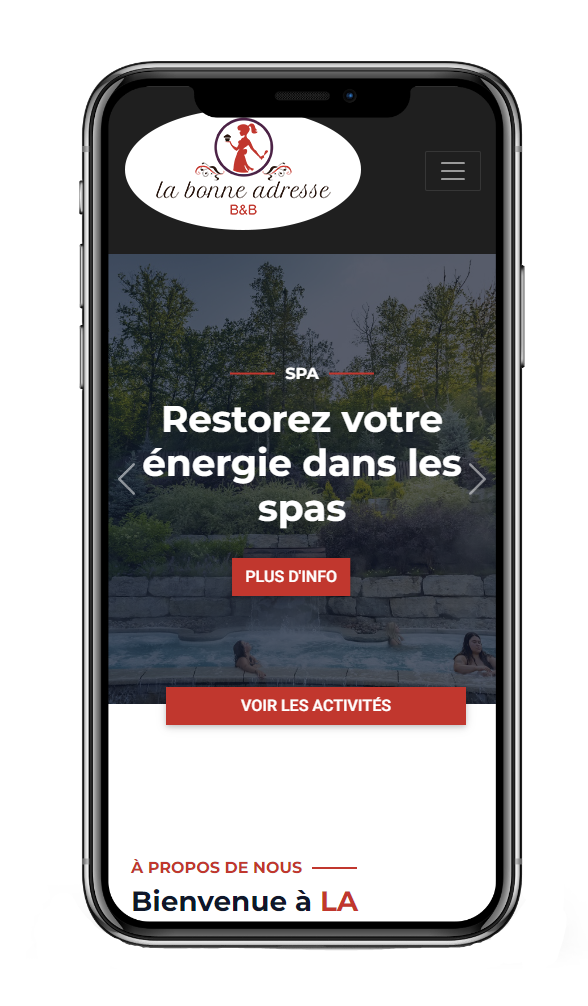 la bonne adresse
B&B
SPA
Restorez votre
énergie dans les
spas
PLUS D'INFO
VOIR LES ACTIVITÉS
À PROPOS DE NOUS
Bienvenue à LA